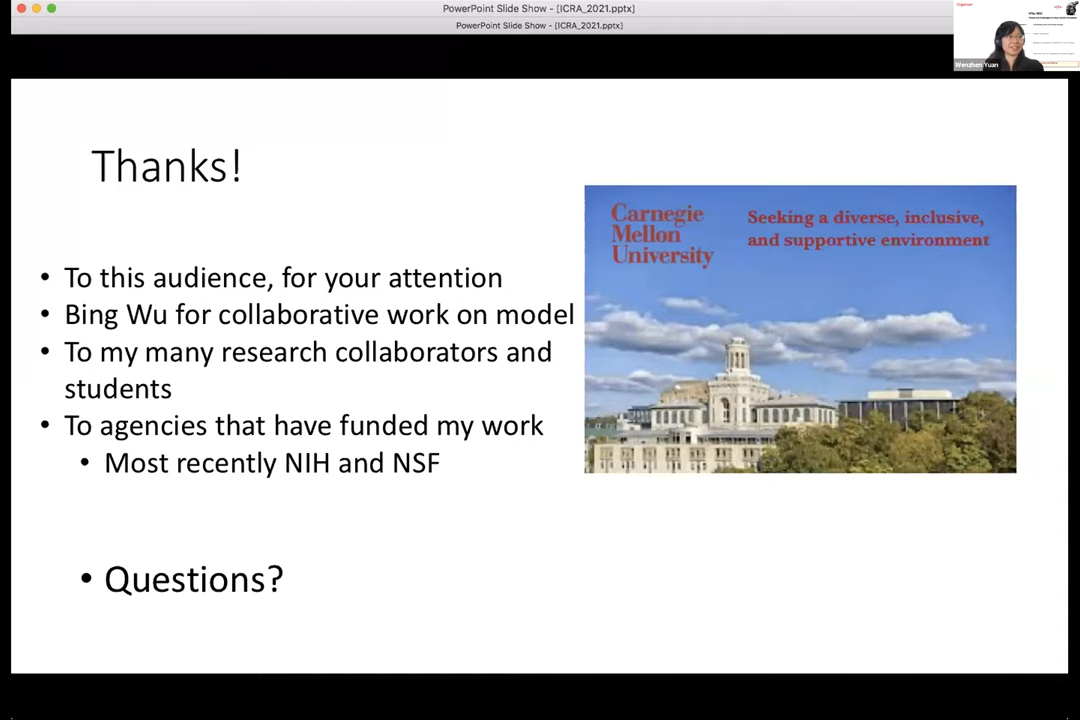 PowerPoint Slide Show - [ICRA_2021.pptx]
PowerPoint Slide Show - [ICRA_2021.pptx]
Organizer
Wenzhen Yuan
Thanks!
• To this audience, for your attention
• Bing Wu for collaborative work on model
• To my many research collaborators and
students
• To agencies that have funded my work
• Most recently NIH and NSF
• Questions?
Carnegie
Mellon
University
Seeking a diverse, inclusive,
and supportive environment